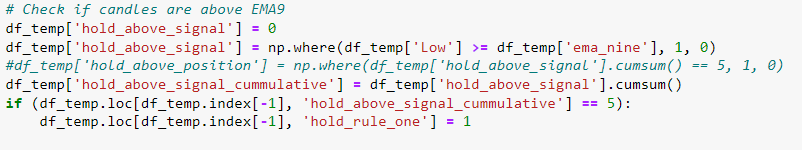 # Check if candles are above EMA9
df_temp['hold_above_signal'] = 0
df_temp['hold_above_signal'] = np.where(df_temp['Low'] >= df_temp['ema_nine'], 1, 0)
#df_temp['hold_above_position'] = np.where(df_temp['hold_above_signal'].cumsum() == 5, 1, 0)
df_temp['hold_above_signal_cummulative'] = df_temp['hold_above_signal'].cumsum()
if (df_temp.loc[df_temp.index[-1], 'hold_above_signal_cummulative'] == 5):
    df_temp.loc[df_temp.index[-1], 'hold_rule_one'] = 1